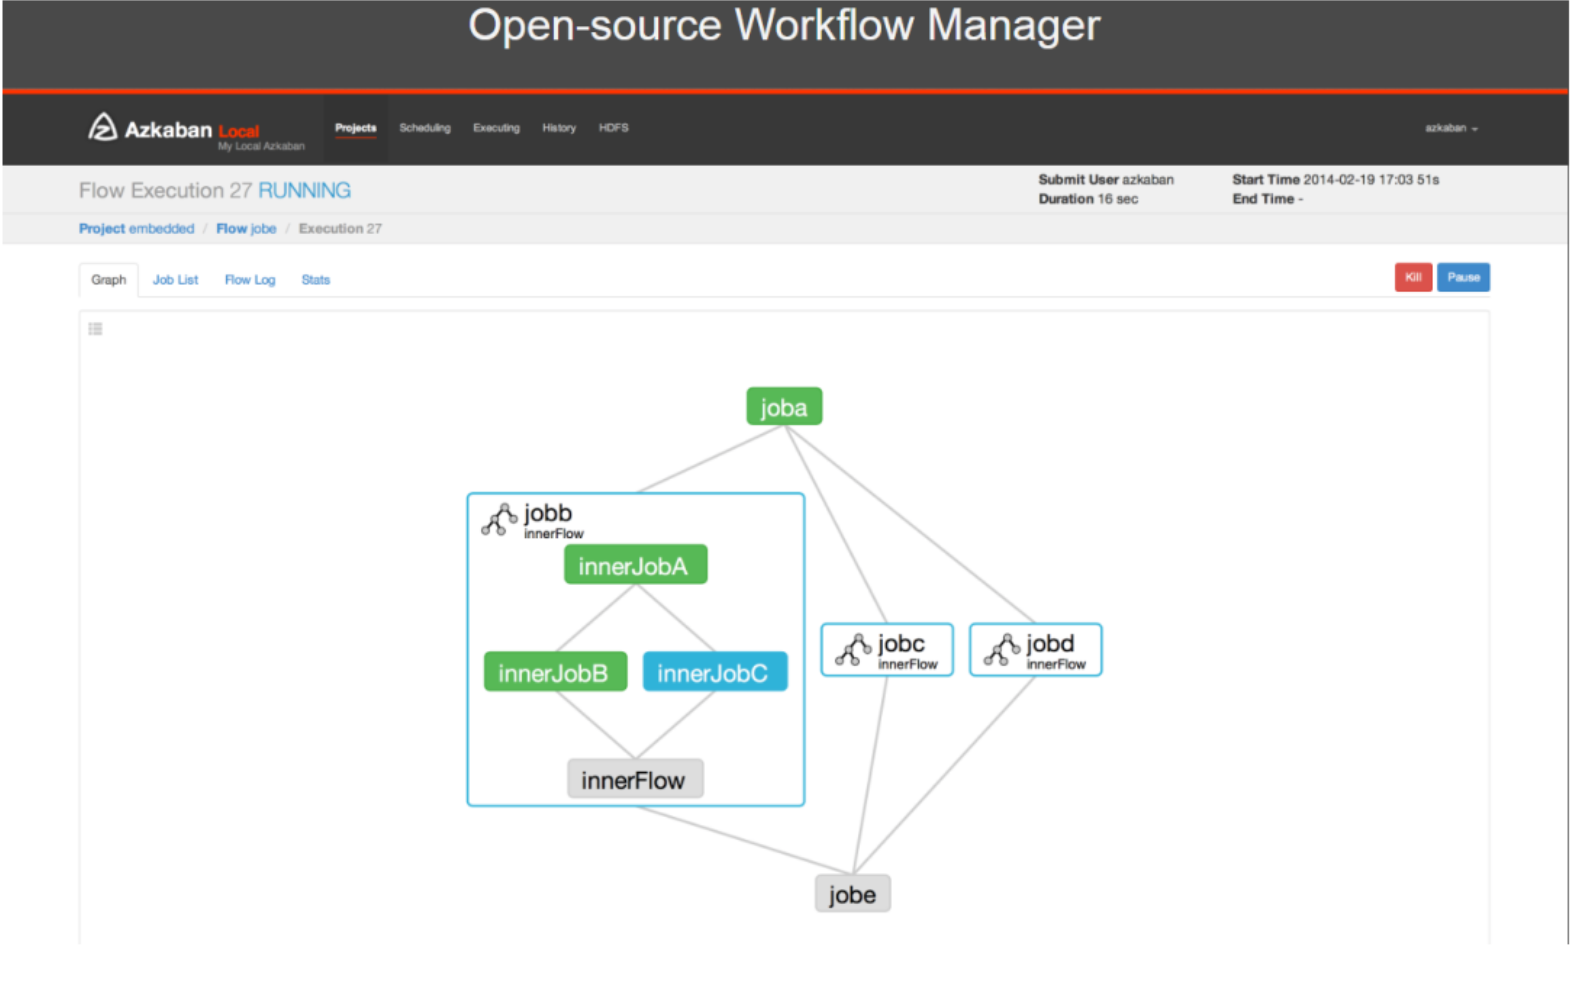 Open-source Workflow Manager
Azkaban Local
My Local Azkaban
Projects Scheduling Executing History HDFS
azkaban
Flow Execution 27 RUNNING
Submit User azkaban
Duration 16 sec
Start Time 2014-02-19 17:03 51s
End Time -
Project embedded / Flow jobe / Execution 27
Graph Job List Flow Log Stats
Kill Pause
joba
jobb
innerFlow
innerJobA
innerJobB innerJobC
innerFlow
jobc
innerFlow
jobd
innerFlow
jobe